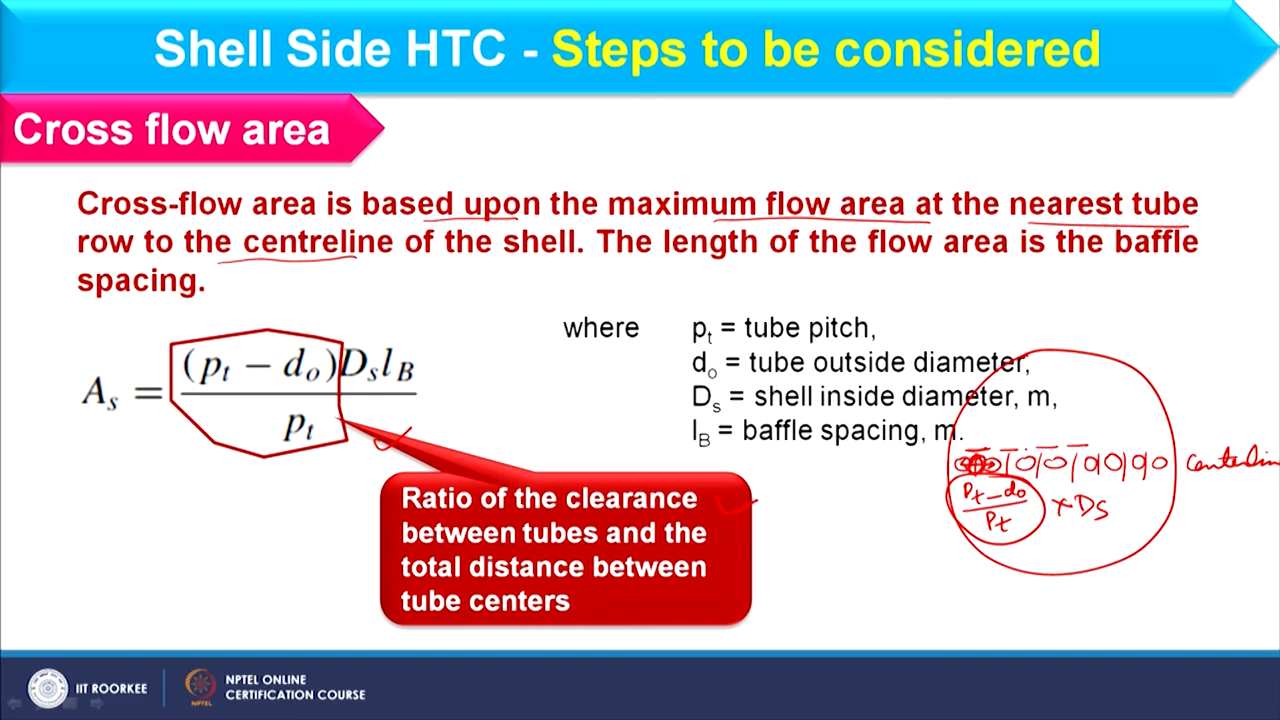 Shell Side HTC - Steps to be considered
Cross flow area
Cross-flow area is based upon the maximum flow area at the nearest tube
row to the centreline of the shell. The length of the flow area is the baffle
spacing.
A_s = (p_t − d_o)D_s l_B / p_t
where p_t = tube pitch,
d_o = tube outside diameter,
D_s = shell inside diameter, m,
l_B = baffle spacing, m.
Ratio of the clearance
between tubes and the
total distance between
tube centers
centerlin
P_t − d_o / P_t × D_s
IIT ROORKEE
NPTEL ONLINE
CERTIFICATION COURSE